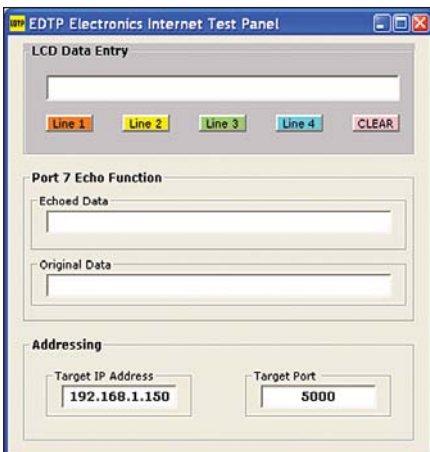 EDTP EDTP Electronics Internet Test Panel
LCD Data Entry
Line 1 Line 2 Line 3 Line 4 CLEAR
Port 7 Echo Function
Echoed Data
Original Data
Addressing
Target IP Address Target Port
192.168.1.150 5000